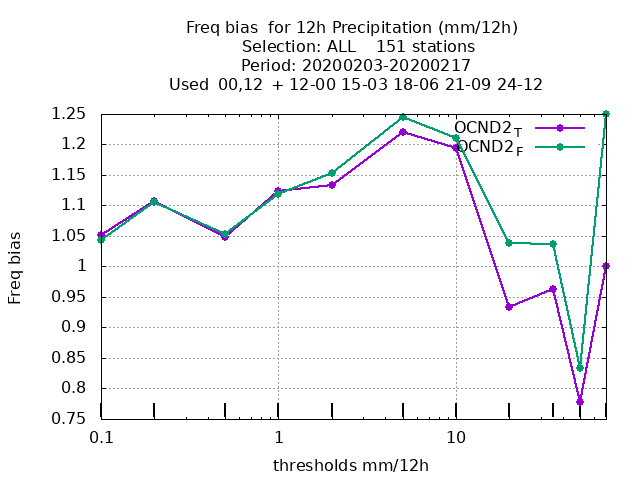 Freq bias  for 12h Precipitation (mm/12h)
Selection: ALL    151 stations
Period: 20200203-20200217
Used  00,12  + 12-00 15-03 18-06 21-09 24-12
OCND2T
OCND2F
1.25
1.2
1.15
1.1
1.05
1
0.95
0.9
0.85
0.8
0.75
Freq bias
0.1
1
10
thresholds mm/12h